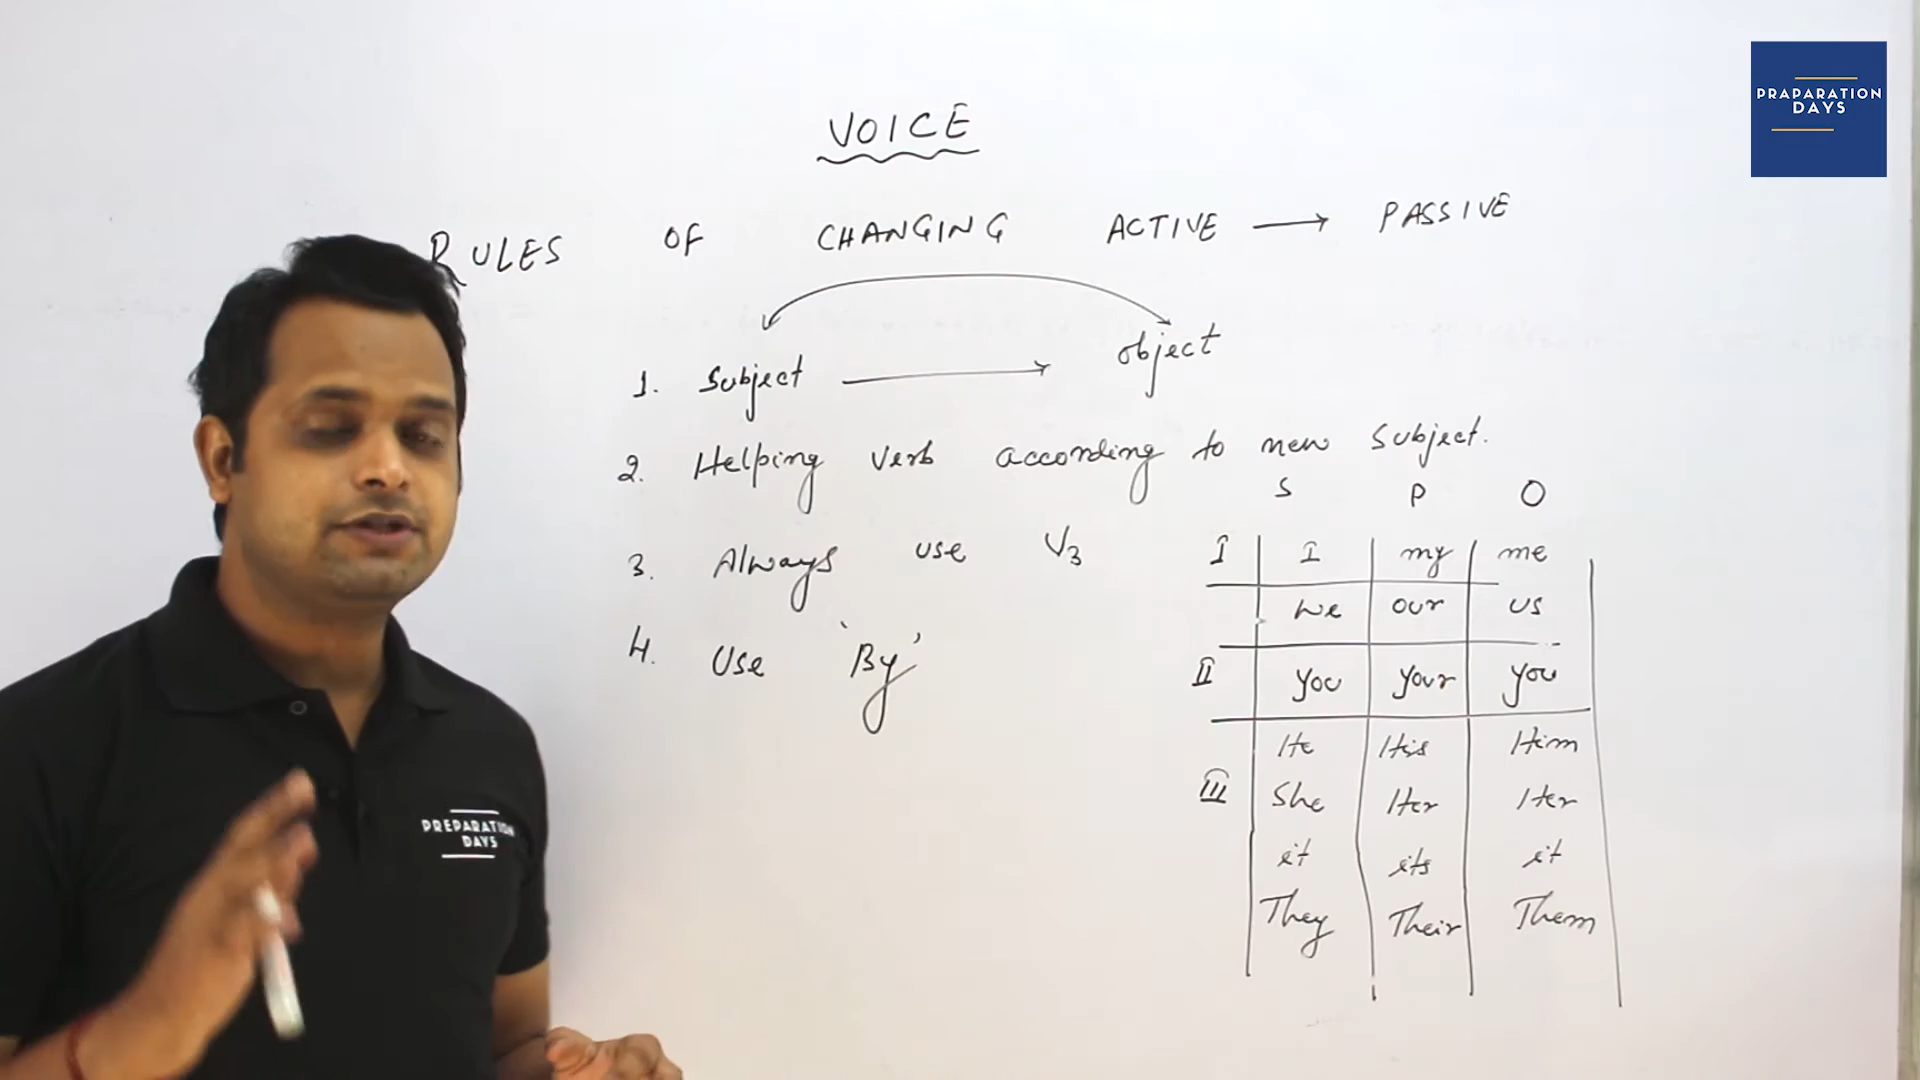 PRAPARATION
DAYS
VOICE
RULES OF CHANGING ACTIVE → PASSIVE
1. Subject → object
2. Helping Verb according to new subject.
S P O
3. Always use V3
I I my me
we our us
4. Use 'By'
II you your you
He His Him
III She Her Her
it its it
They Their Them
PREPARATION
DAYS